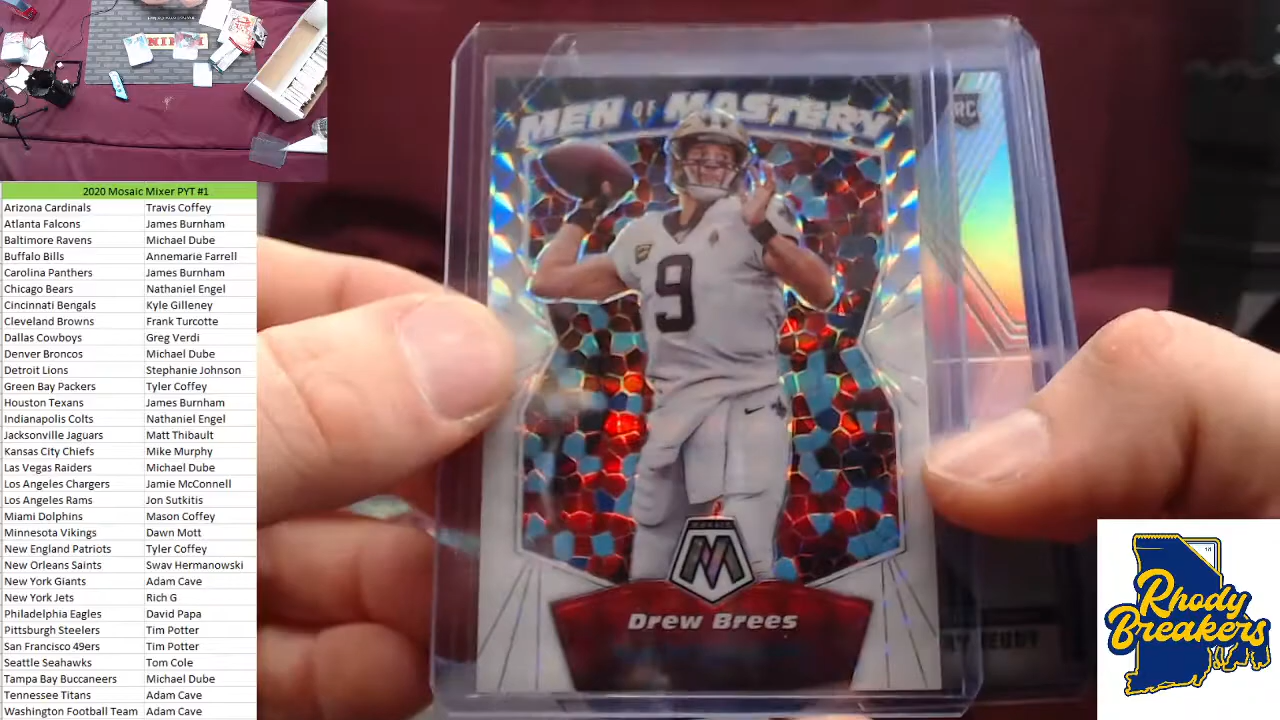 2020 Mosaic Mixer PYT #1
Arizona Cardinals Travis Coffey
Atlanta Falcons James Burnham
Baltimore Ravens Michael Dube
Buffalo Bills Annemarie Farrell
Carolina Panthers James Burnham
Chicago Bears Nathaniel Engel
Cincinnati Bengals Kyle Gilleney
Cleveland Browns Frank Turcotte
Dallas Cowboys Greg Verdi
Denver Broncos Michael Dube
Detroit Lions Stephanie Johnson
Green Bay Packers Tyler Coffey
Houston Texans James Burnham
Indianapolis Colts Nathaniel Engel
Jacksonville Jaguars Matt Thibault
Kansas City Chiefs Mike Murphy
Las Vegas Raiders Michael Dube
Los Angeles Chargers Jamie McConnell
Los Angeles Rams Jon Sutkitis
Miami Dolphins Mason Coffey
Minnesota Vikings Dawn Mott
New England Patriots Tyler Coffey
New Orleans Saints Sway Hermanowski
New York Giants Adam Cave
New York Jets Rich G
Philadelphia Eagles David Papa
Pittsburgh Steelers Tim Potter
San Francisco 49ers Tim Potter
Seattle Seahawks Tom Cole
Tampa Bay Buccaneers Michael Dube
Tennessee Titans Adam Cave
Washington Football Team Adam Cave
MEN OF MASTERY
RC
9
MOSAIC
M
Drew Brees
Rhody
Breakers